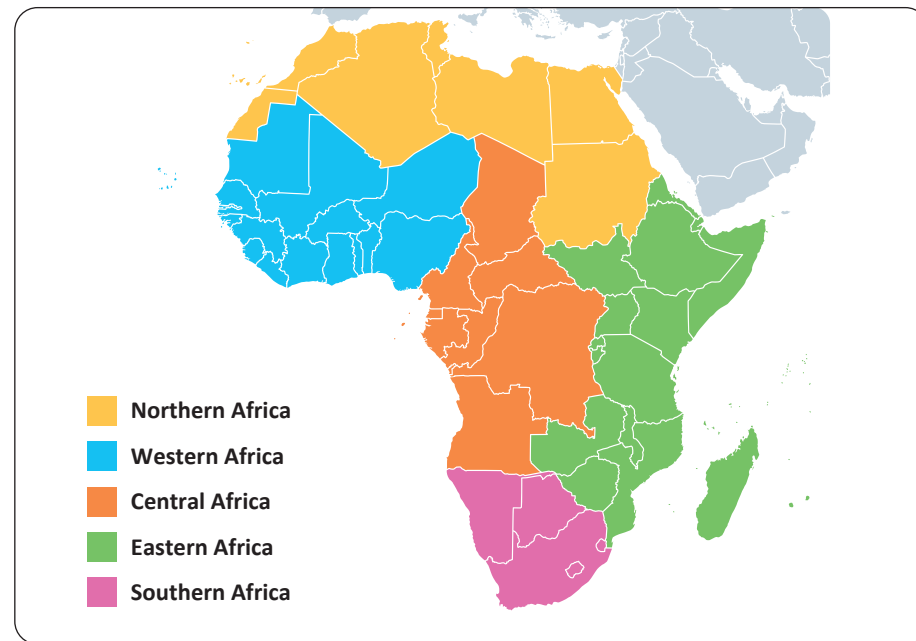 Northern Africa
Western Africa
Central Africa
Eastern Africa
Southern Africa